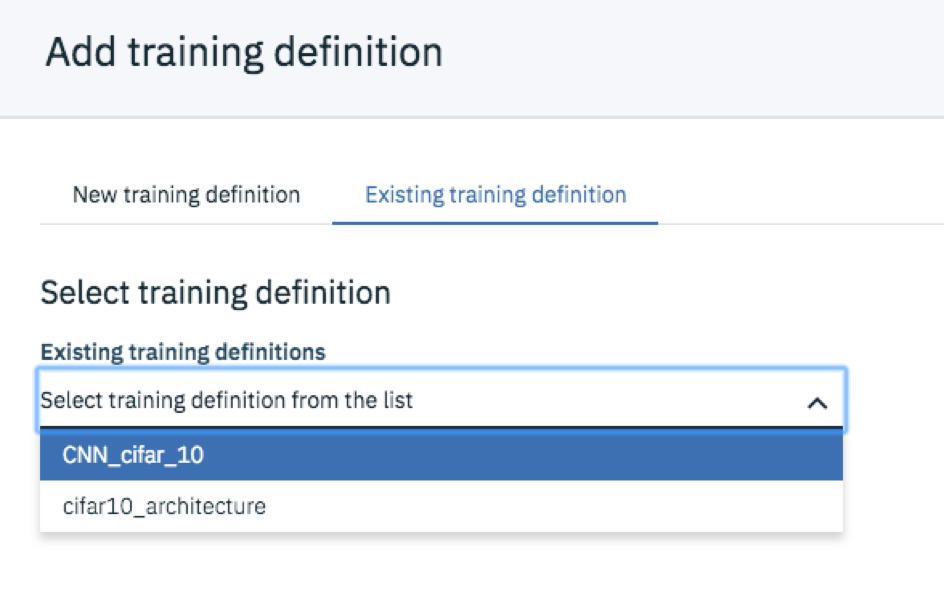 Add training definition
New training definition Existing training definition
Select training definition
Existing training definitions
Select training definition from the list
CNN_cifar_10
cifar10_architecture